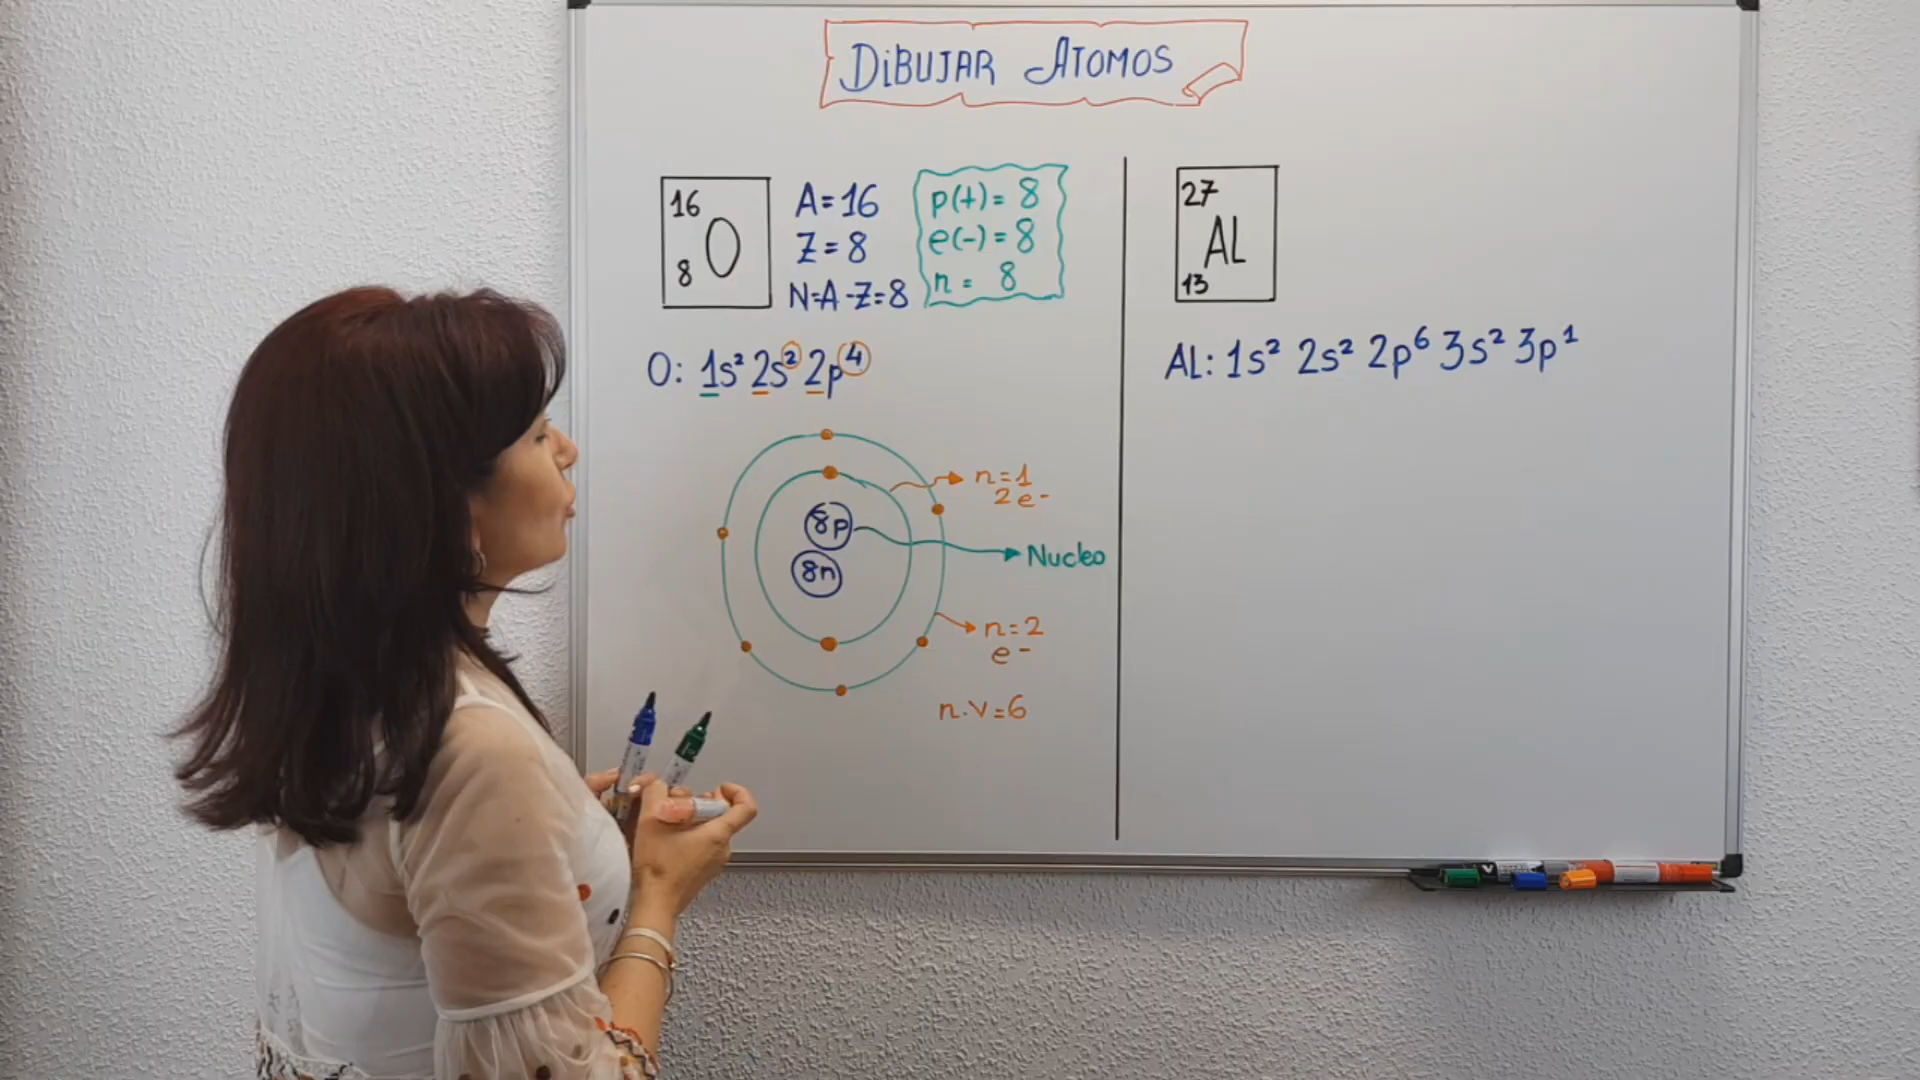 DiBUJAR ATOMOS
16
O
8
A=16
Z=8
N=A-Z=8
p(+)= 8
e(-)=8
n= 8
O: 1s² 2s² 2p⁴
8p
8n
n=1
2e-
Nucleo
n=2
e-
n.v=6
27
AL
13
AL: 1s² 2s² 2p⁶ 3s² 3p¹